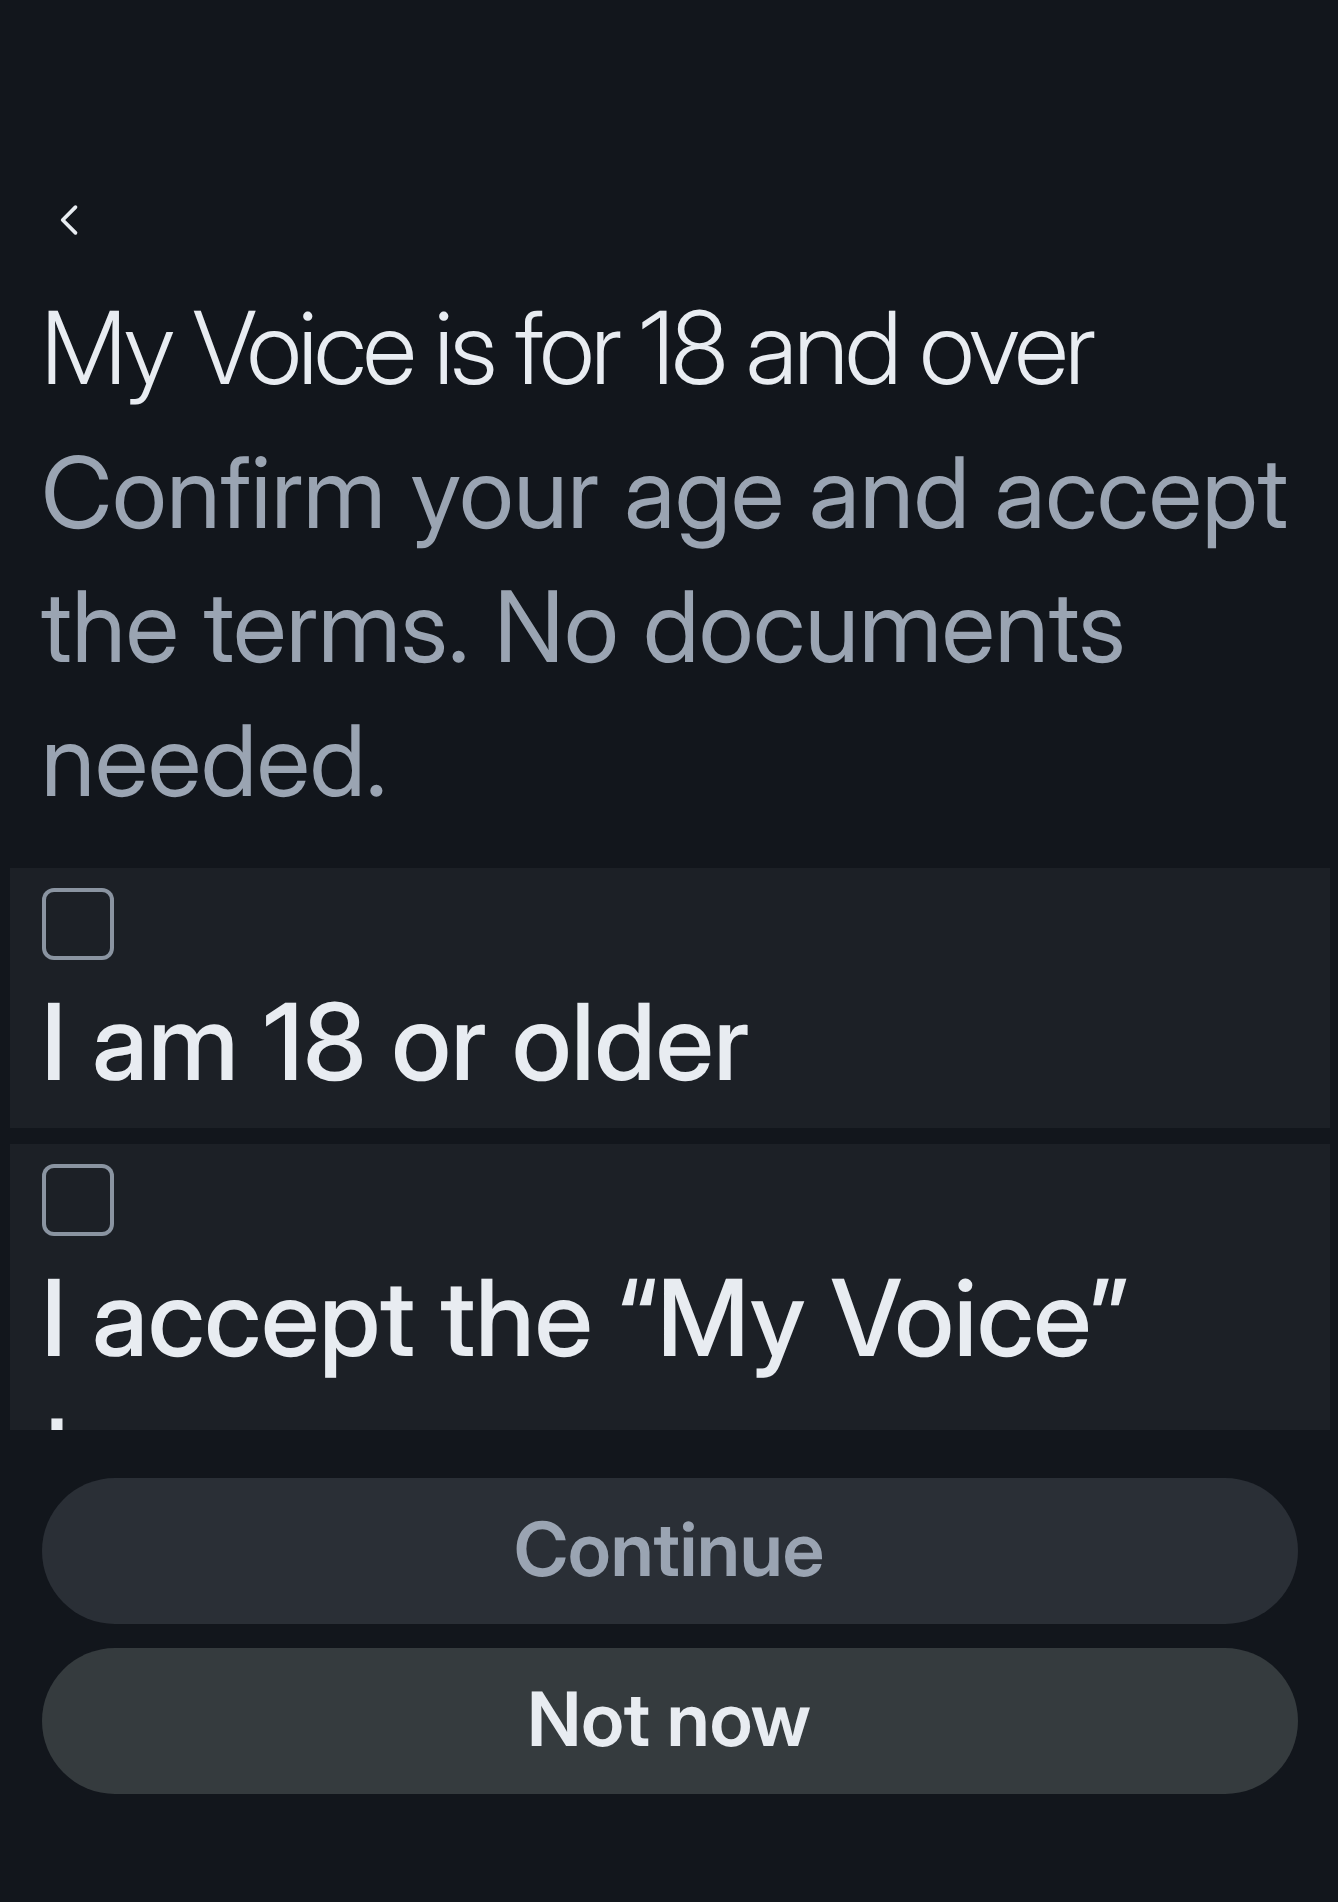 My Voice is for 18 and over
Confirm your age and accept
the terms. No documents
needed.
I am 18 or older
I accept the “My Voice”
Continue
Not now